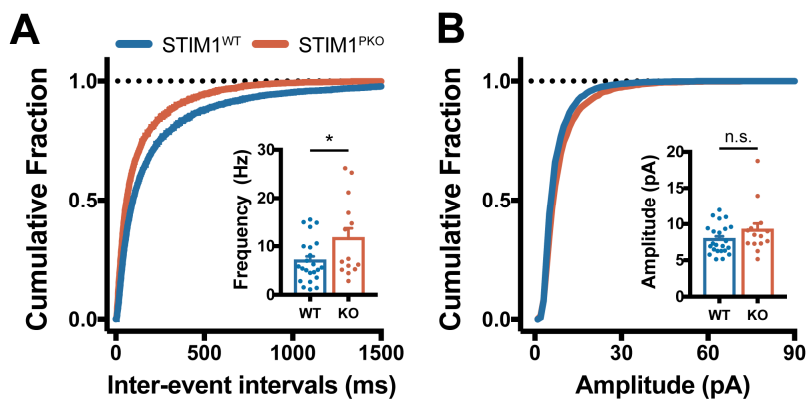 A
STIM1WT STIM1PKO
Cumulative Fraction
1.0
0.5
0.0
0 500 1000 1500
Inter-event intervals (ms)
*
Frequency (Hz)
30
20
10
0
WT KO
B
Cumulative Fraction
1.0
0.5
0.0
0 30 60 90
Amplitude (pA)
n.s.
Amplitude (pA)
20
15
10
5
0
WT KO